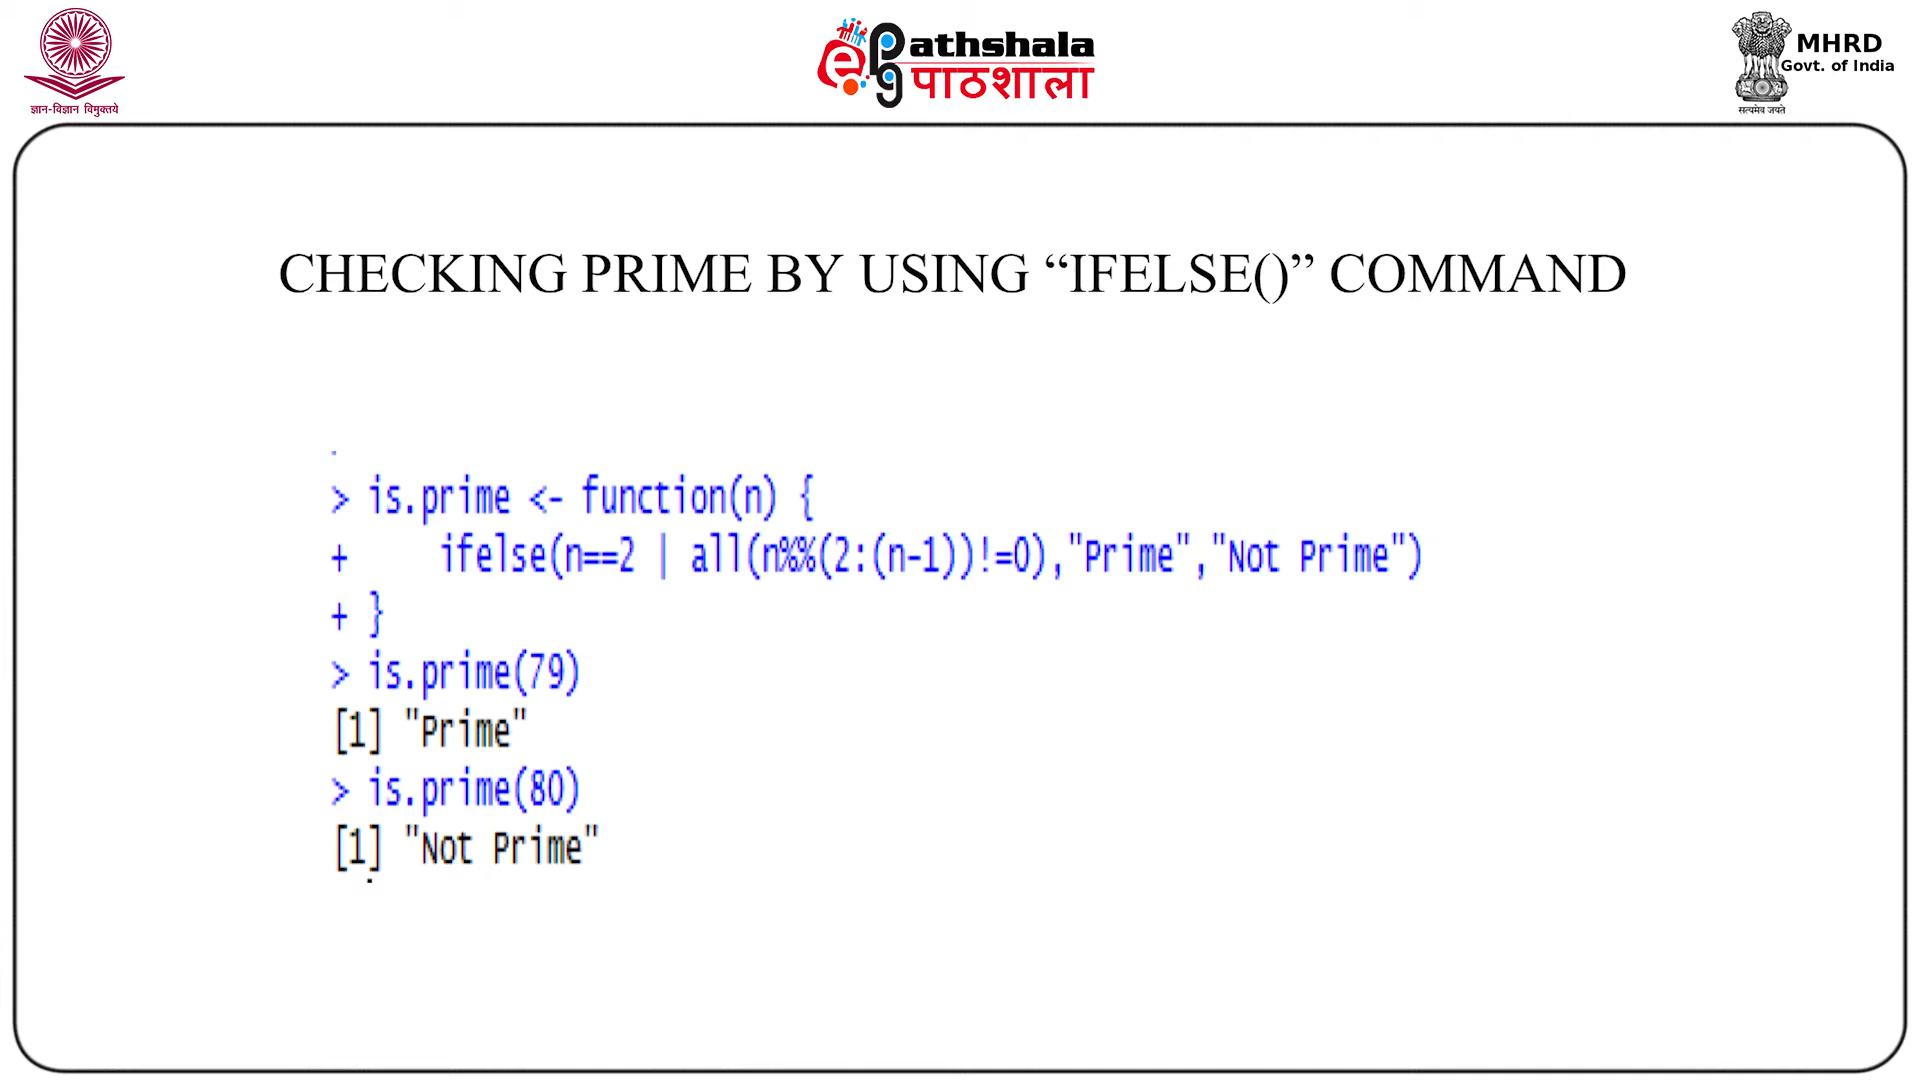 ज्ञान-विज्ञान विमुक्तये
ePG Pathshala
पाठशाला
MHRD
Govt. of India
सत्यमेव जयते
CHECKING PRIME BY USING “IFELSE()” COMMAND
> is.prime <- function(n) {
+     ifelse(n==2 | all(n%%(2:(n-1))!=0),"Prime","Not Prime")
+ }
> is.prime(79)
[1] "Prime"
> is.prime(80)
[1] "Not Prime"